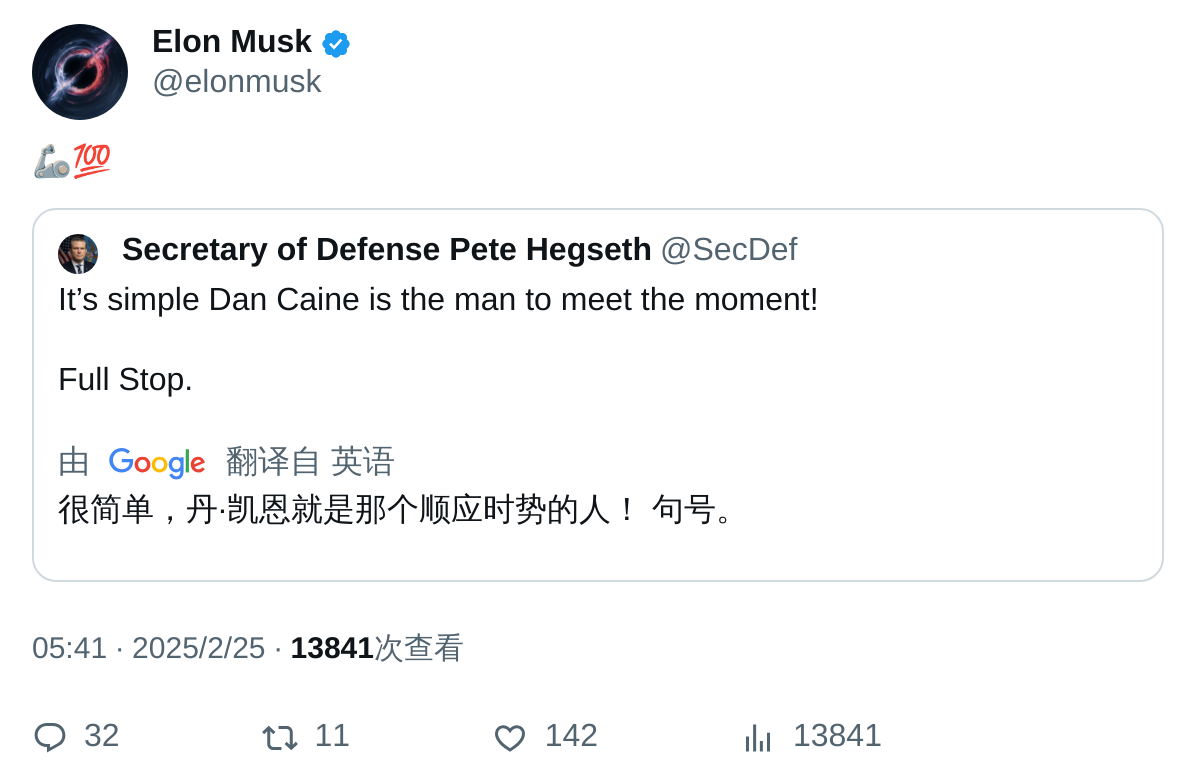 Elon Musk
@elonmusk
🦾💯
Secretary of Defense Pete Hegseth @SecDef
It’s simple Dan Caine is the man to meet the moment!
Full Stop.
由 Google 翻译自 英语
很简单，丹·凯恩就是那个顺应时势的人！ 句号。
05:41 · 2025/2/25 · 13841次查看
32 11 142 13841